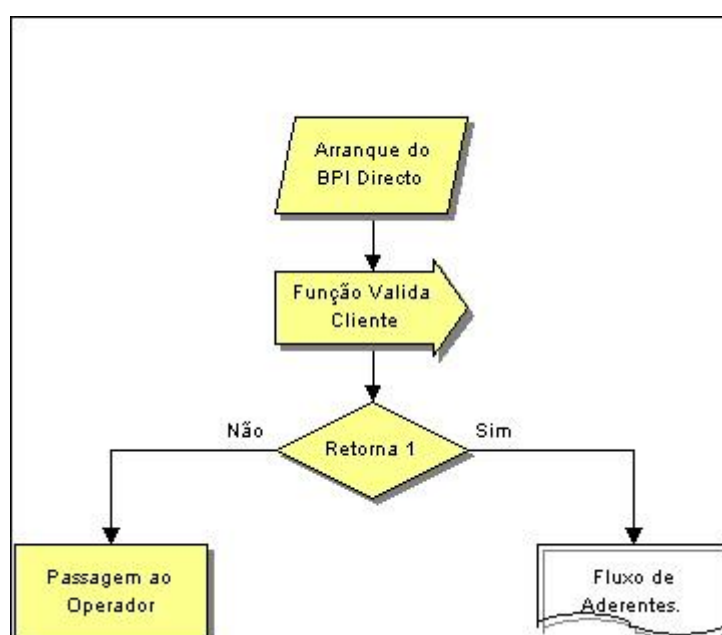 Arranque do
BPI Directo
Função Valida
Cliente
Não
Retorna 1
Sim
Passagem ao
Operador
Fluxo de
Aderentes.